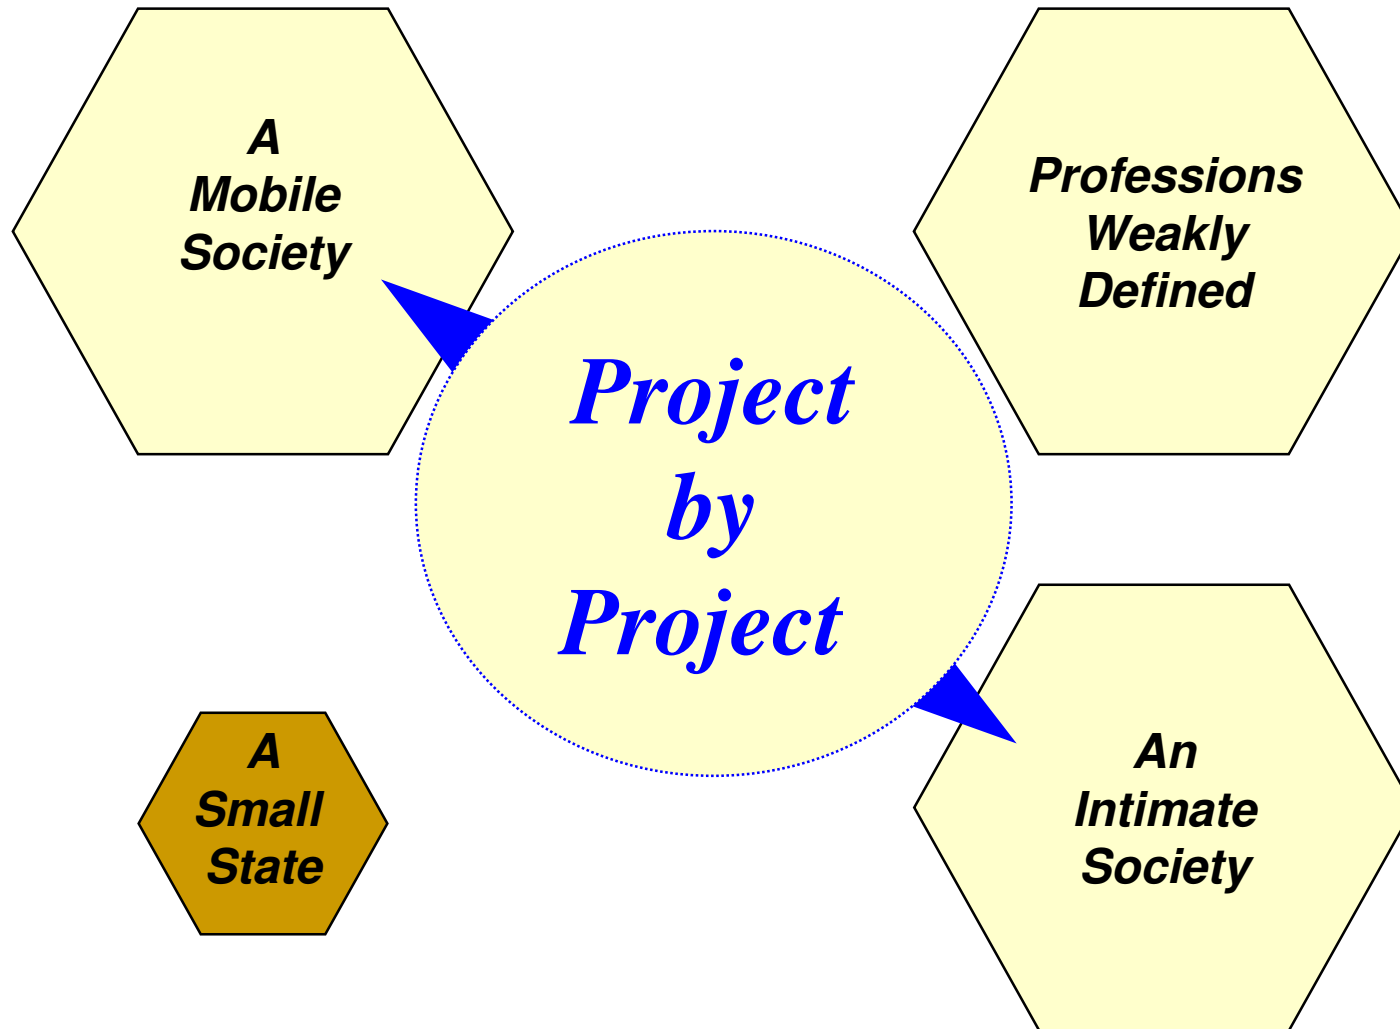 A
Mobile
Society
Professions
Weakly
Defined
Project
by
Project
A
Small
State
An
Intimate
Society